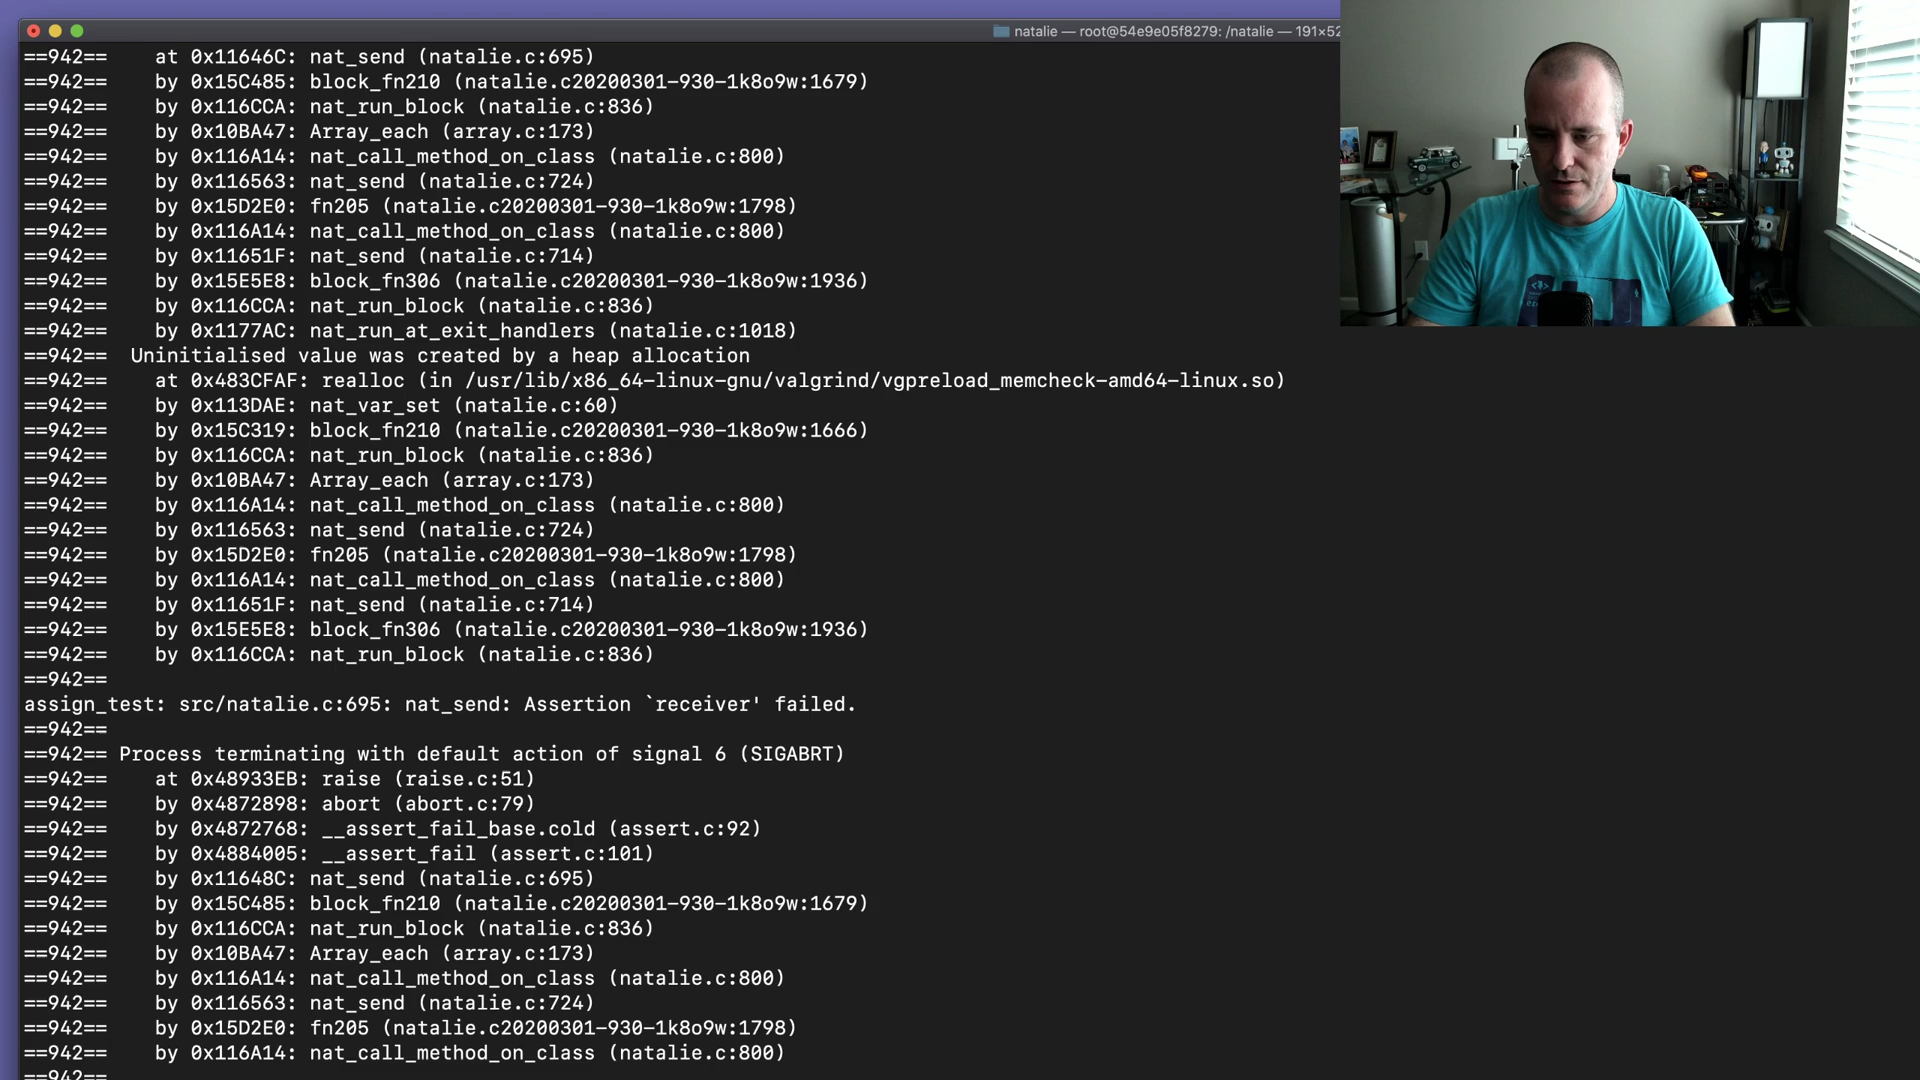 natalie — root@54e9e05f8279: /natalie — 191×52
==942==    at 0x11646C: nat_send (natalie.c:695)
==942==    by 0x15C485: block_fn210 (natalie.c20200301-930-1k8o9w:1679)
==942==    by 0x116CCA: nat_run_block (natalie.c:836)
==942==    by 0x10BA47: Array_each (array.c:173)
==942==    by 0x116A14: nat_call_method_on_class (natalie.c:800)
==942==    by 0x116563: nat_send (natalie.c:724)
==942==    by 0x15D2E0: fn205 (natalie.c20200301-930-1k8o9w:1798)
==942==    by 0x116A14: nat_call_method_on_class (natalie.c:800)
==942==    by 0x11651F: nat_send (natalie.c:714)
==942==    by 0x15E5E8: block_fn306 (natalie.c20200301-930-1k8o9w:1936)
==942==    by 0x116CCA: nat_run_block (natalie.c:836)
==942==    by 0x1177AC: nat_run_at_exit_handlers (natalie.c:1018)
==942==  Uninitialised value was created by a heap allocation
==942==    at 0x483CFAF: realloc (in /usr/lib/x86_64-linux-gnu/valgrind/vgpreload_memcheck-amd64-linux.so)
==942==    by 0x113DAE: nat_var_set (natalie.c:60)
==942==    by 0x15C319: block_fn210 (natalie.c20200301-930-1k8o9w:1666)
==942==    by 0x116CCA: nat_run_block (natalie.c:836)
==942==    by 0x10BA47: Array_each (array.c:173)
==942==    by 0x116A14: nat_call_method_on_class (natalie.c:800)
==942==    by 0x116563: nat_send (natalie.c:724)
==942==    by 0x15D2E0: fn205 (natalie.c20200301-930-1k8o9w:1798)
==942==    by 0x116A14: nat_call_method_on_class (natalie.c:800)
==942==    by 0x11651F: nat_send (natalie.c:714)
==942==    by 0x15E5E8: block_fn306 (natalie.c20200301-930-1k8o9w:1936)
==942==    by 0x116CCA: nat_run_block (natalie.c:836)
==942==
assign_test: src/natalie.c:695: nat_send: Assertion `receiver' failed.
==942==
==942== Process terminating with default action of signal 6 (SIGABRT)
==942==    at 0x48933EB: raise (raise.c:51)
==942==    by 0x4872898: abort (abort.c:79)
==942==    by 0x4872768: __assert_fail_base.cold (assert.c:92)
==942==    by 0x4884005: __assert_fail (assert.c:101)
==942==    by 0x11648C: nat_send (natalie.c:695)
==942==    by 0x15C485: block_fn210 (natalie.c20200301-930-1k8o9w:1679)
==942==    by 0x116CCA: nat_run_block (natalie.c:836)
==942==    by 0x10BA47: Array_each (array.c:173)
==942==    by 0x116A14: nat_call_method_on_class (natalie.c:800)
==942==    by 0x116563: nat_send (natalie.c:724)
==942==    by 0x15D2E0: fn205 (natalie.c20200301-930-1k8o9w:1798)
==942==    by 0x116A14: nat_call_method_on_class (natalie.c:800)
==942==